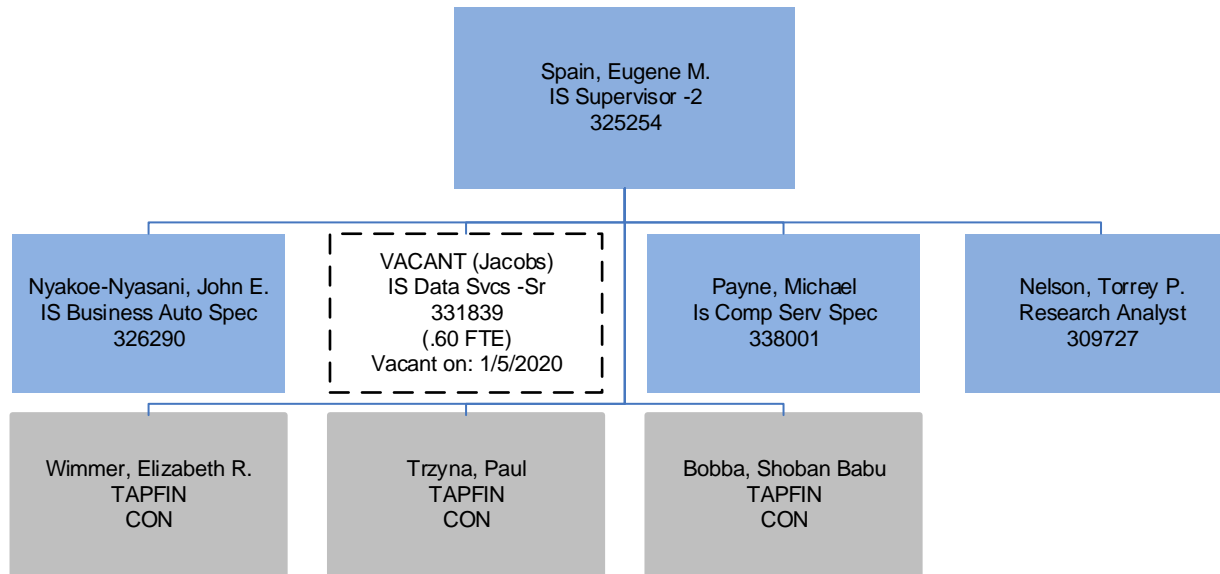 Spain, Eugene M.
IS Supervisor -2
325254
Nyakoe-Nyasani, John E.
IS Business Auto Spec
326290
VACANT (Jacobs)
IS Data Svcs -Sr
331839
(.60 FTE)
Vacant on: 1/5/2020
Payne, Michael
Is Comp Serv Spec
338001
Nelson, Torrey P.
Research Analyst
309727
Wimmer, Elizabeth R.
TAPFIN
CON
Trzyna, Paul
TAPFIN
CON
Bobba, Shoban Babu
TAPFIN
CON